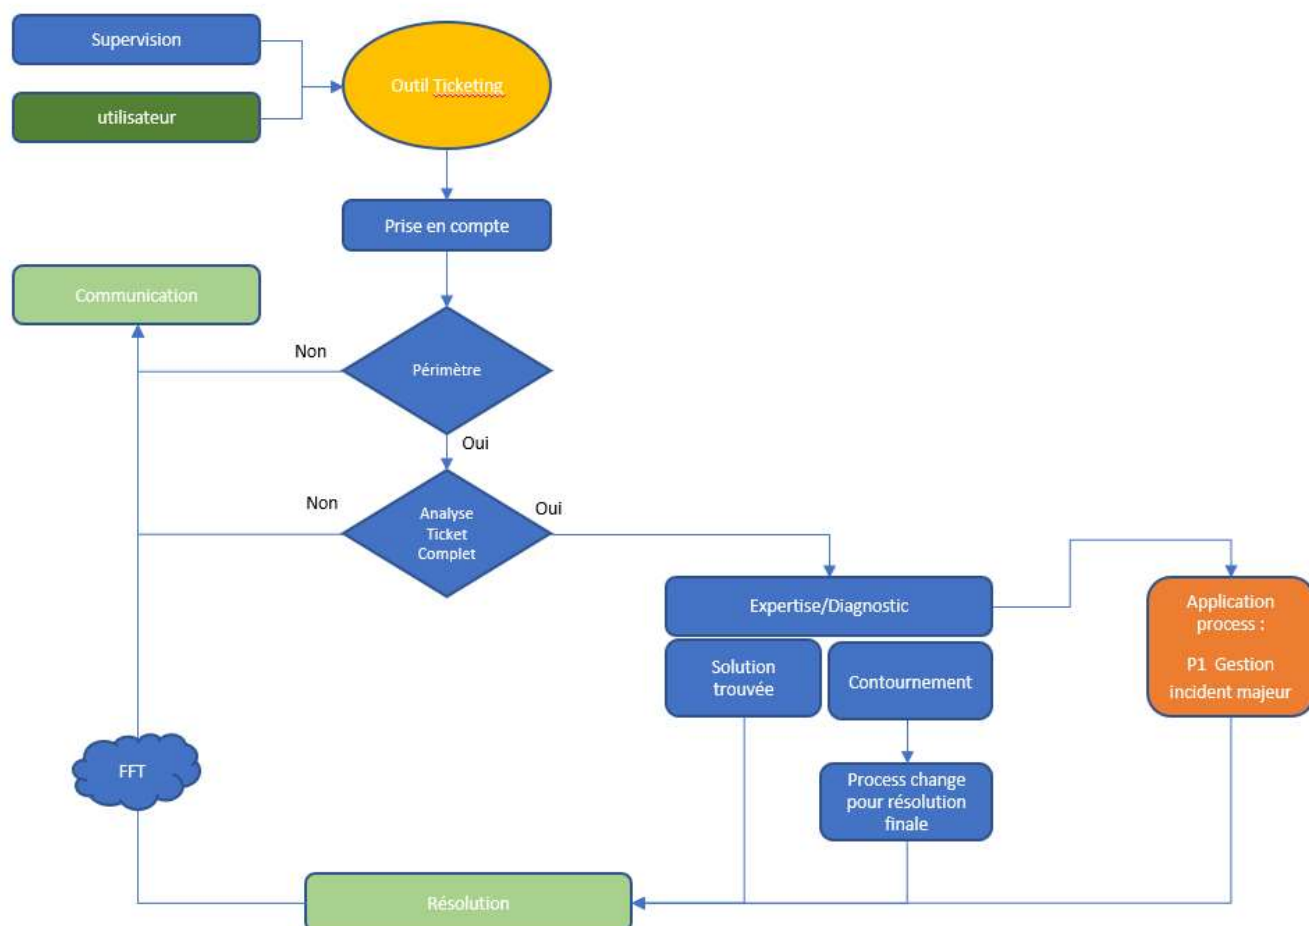 Supervision
utilisateur
Outil Ticketing
Prise en compte
Communication
Non
Périmètre
Oui
Non
Analyse
Ticket
Complet
Oui
Expertise/Diagnostic
Solution
trouvée
Contournement
Application
process :
P1 Gestion
incident majeur
FFT
Process change
pour résolution
finale
Résolution